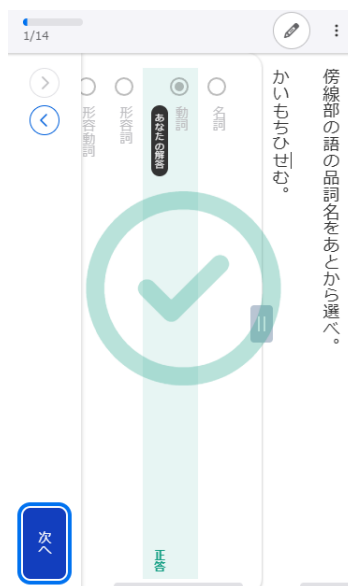 1/14
傍線部の語の品詞名をあとから選べ。
かいもちひせむ。
名詞
動詞
あなたの解答
正答
形容詞
形容動詞
次へ